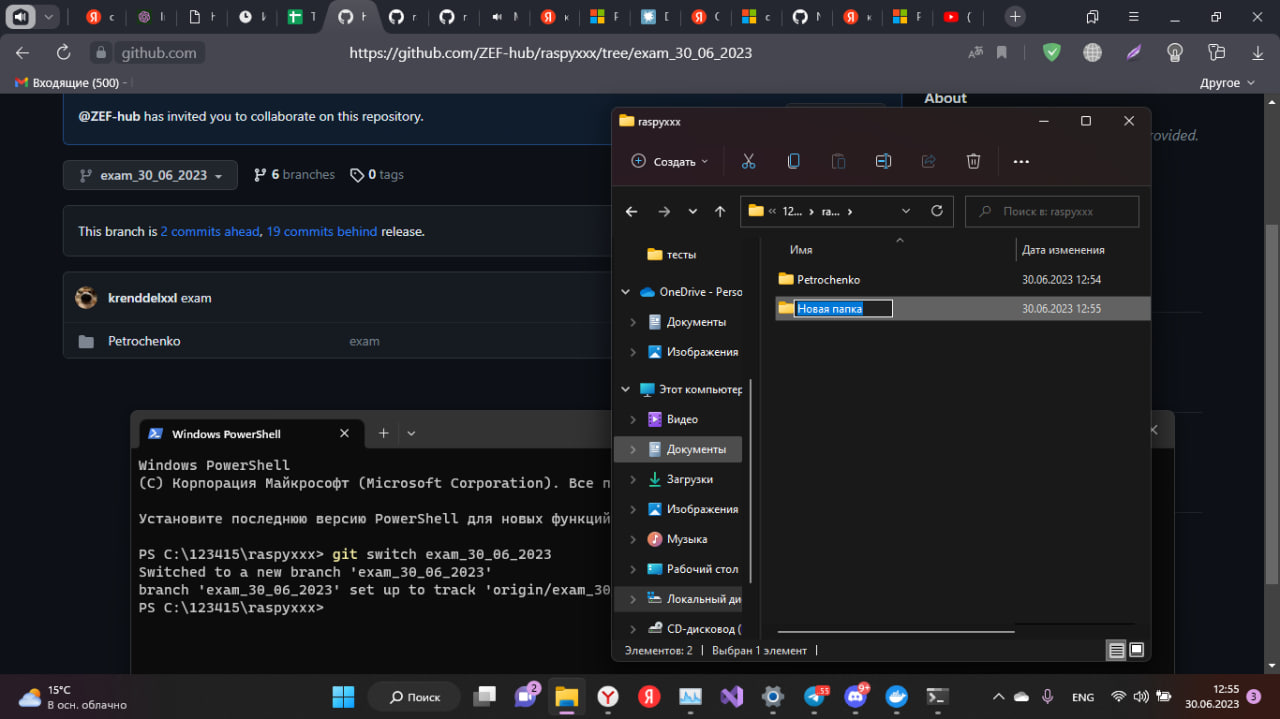 с
Т
к
Р
С
к
Р
https://github.com/ZEF-hub/raspyxxx/tree/exam_30_06_2023
github.com
Входящие (500) -
Другое
@ZEF-hub has invited you to collaborate on this repository.
About
rovided.
exam_30_06_2023
6 branches
0 tags
This branch is 2 commits ahead, 19 commits behind release.
krenddelxxl exam
Petrochenko
exam
raspyxxx
Создать
12...
ra...
Поиск в: raspyxxx
Имя
Дата изменения
тесты
Petrochenko
30.06.2023 12:54
Новая папка
30.06.2023 12:55
OneDrive - Perso
Документы
Изображения
Этот компьютер
Видео
Документы
Загрузки
Изображения
Музыка
Рабочий стол
Локальный ди
CD-дисковод (
Элементов: 2
Выбран 1 элемент
Windows PowerShell
Windows PowerShell
(C) Корпорация Майкрософт (Microsoft Corporation). Все п
Установите последнюю версию PowerShell для новых функций
PS C:\123415\raspyxxx> git switch exam_30_06_2023
Switched to a new branch 'exam_30_06_2023'
branch 'exam_30_06_2023' set up to track 'origin/exam_30
PS C:\123415\raspyxxx>
15°C
В осн. облачно
Поиск
2
55
9+
ENG
12:55
30.06.2023
3